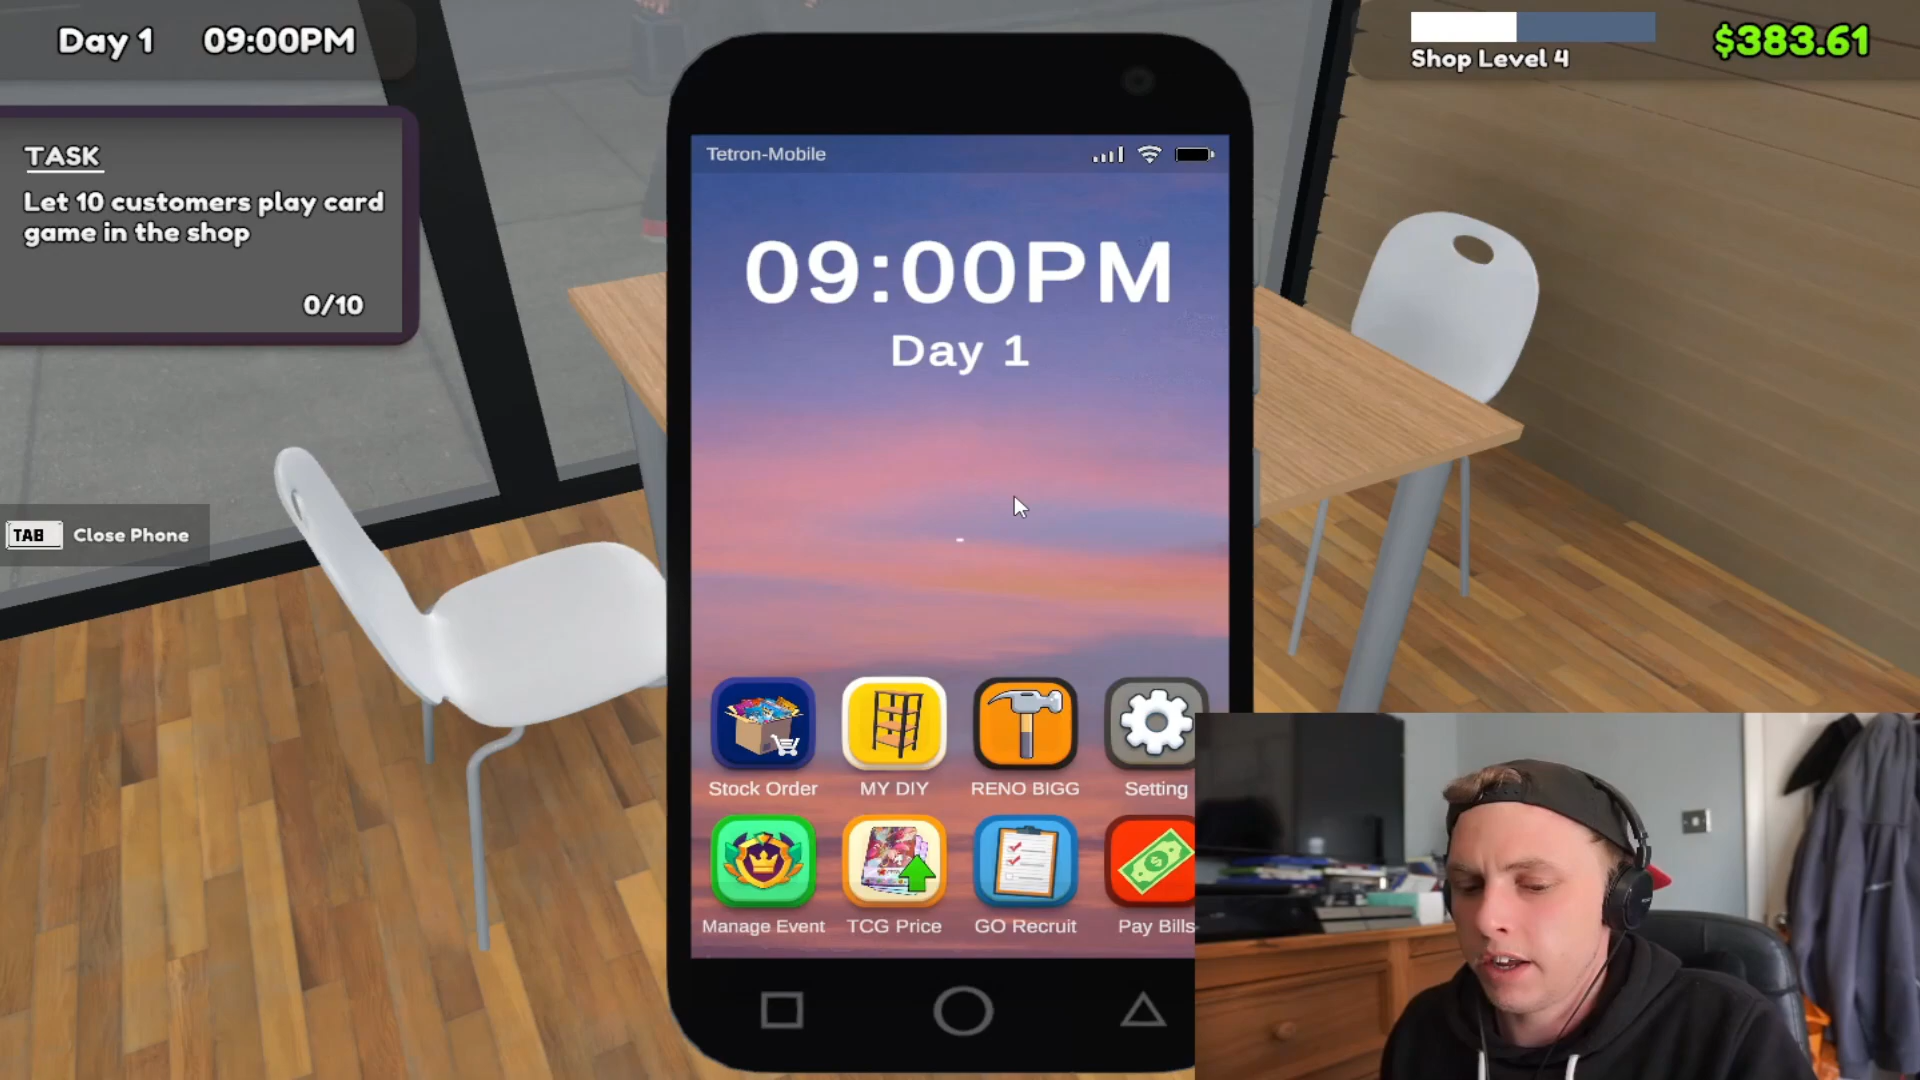 Day 1 09:00PM
Shop Level 4
$383.61
TASK
Let 10 customers play card
game in the shop
0/10
TAB Close Phone
Tetron-Mobile
09:00PM
Day 1
Stock Order MY DIY RENO BIGG Setting
Manage Event TCG Price GO Recruit Pay Bills